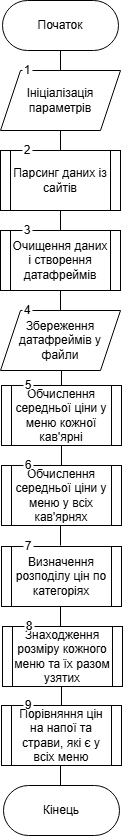 Початок
1
Ініціалізація
параметрів
2
Парсинг даних із
сайтів
3
Очищення даних
і створення
датафреймів
4
Збереження
датафреймів у
файли
5
Обчислення
середньої ціни у
меню кожної
кав'ярні
6
Обчислення
середньої ціни у
меню у всіх
кав'ярнях
7
Визначення
розподілу цін по
категоріях
8
Знаходження
розміру кожного
меню та їх разом
узятих
9
Порівняння цін
на напої та
страви, які є у
всіх меню
Кінець